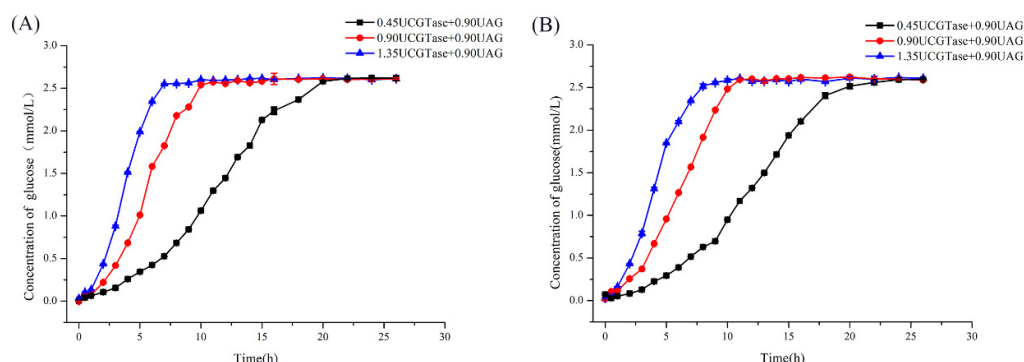 (A)
0.45UCGTase+0.90UAG
0.90UCGTase+0.90UAG
1.35UCGTase+0.90UAG
3.0
2.5
2.0
1.5
1.0
0.5
0.0
Concentration of glucose（mmol/L）
0
5
10
15
20
25
30
Time(h)
(B)
0.45UCGTase+0.90UAG
0.90UCGTase+0.90UAG
1.35UCGTase+0.90UAG
3.0
2.5
2.0
1.5
1.0
0.5
0.0
Concentration of glucose(mmol/L)
0
5
10
15
20
25
30
Time(h)